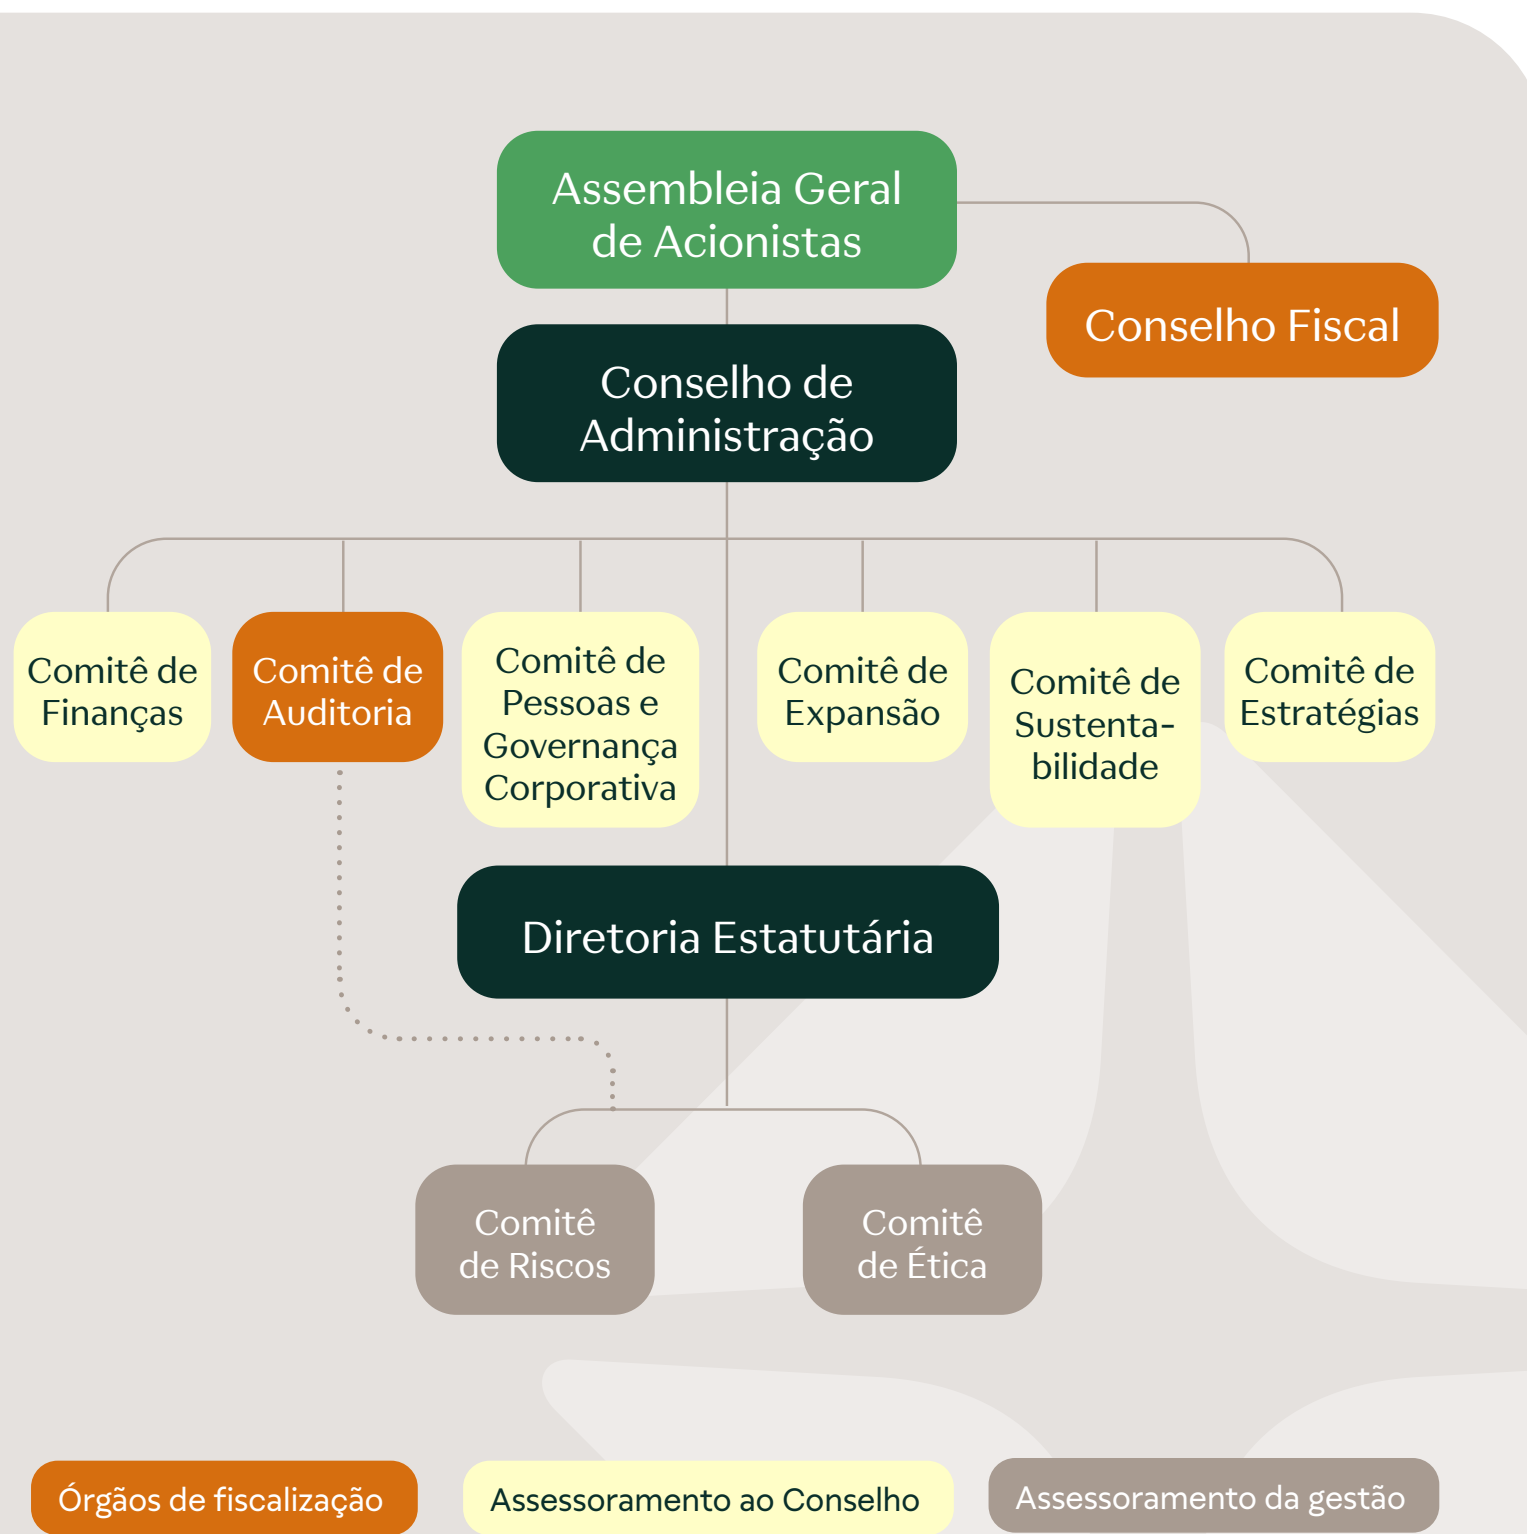 Assembleia Geral
de Acionistas
Conselho Fiscal
Conselho de
Administração
Comitê de
Finanças
Comitê de
Auditoria
Comitê de
Pessoas e
Governança
Corporativa
Comitê de
Expansão
Comitê de
Sustenta-
bilidade
Comitê de
Estratégias
Diretoria Estatutária
Comitê
de Riscos
Comitê
de Ética
Órgãos de fiscalização
Assessoramento ao Conselho
Assessoramento da gestão